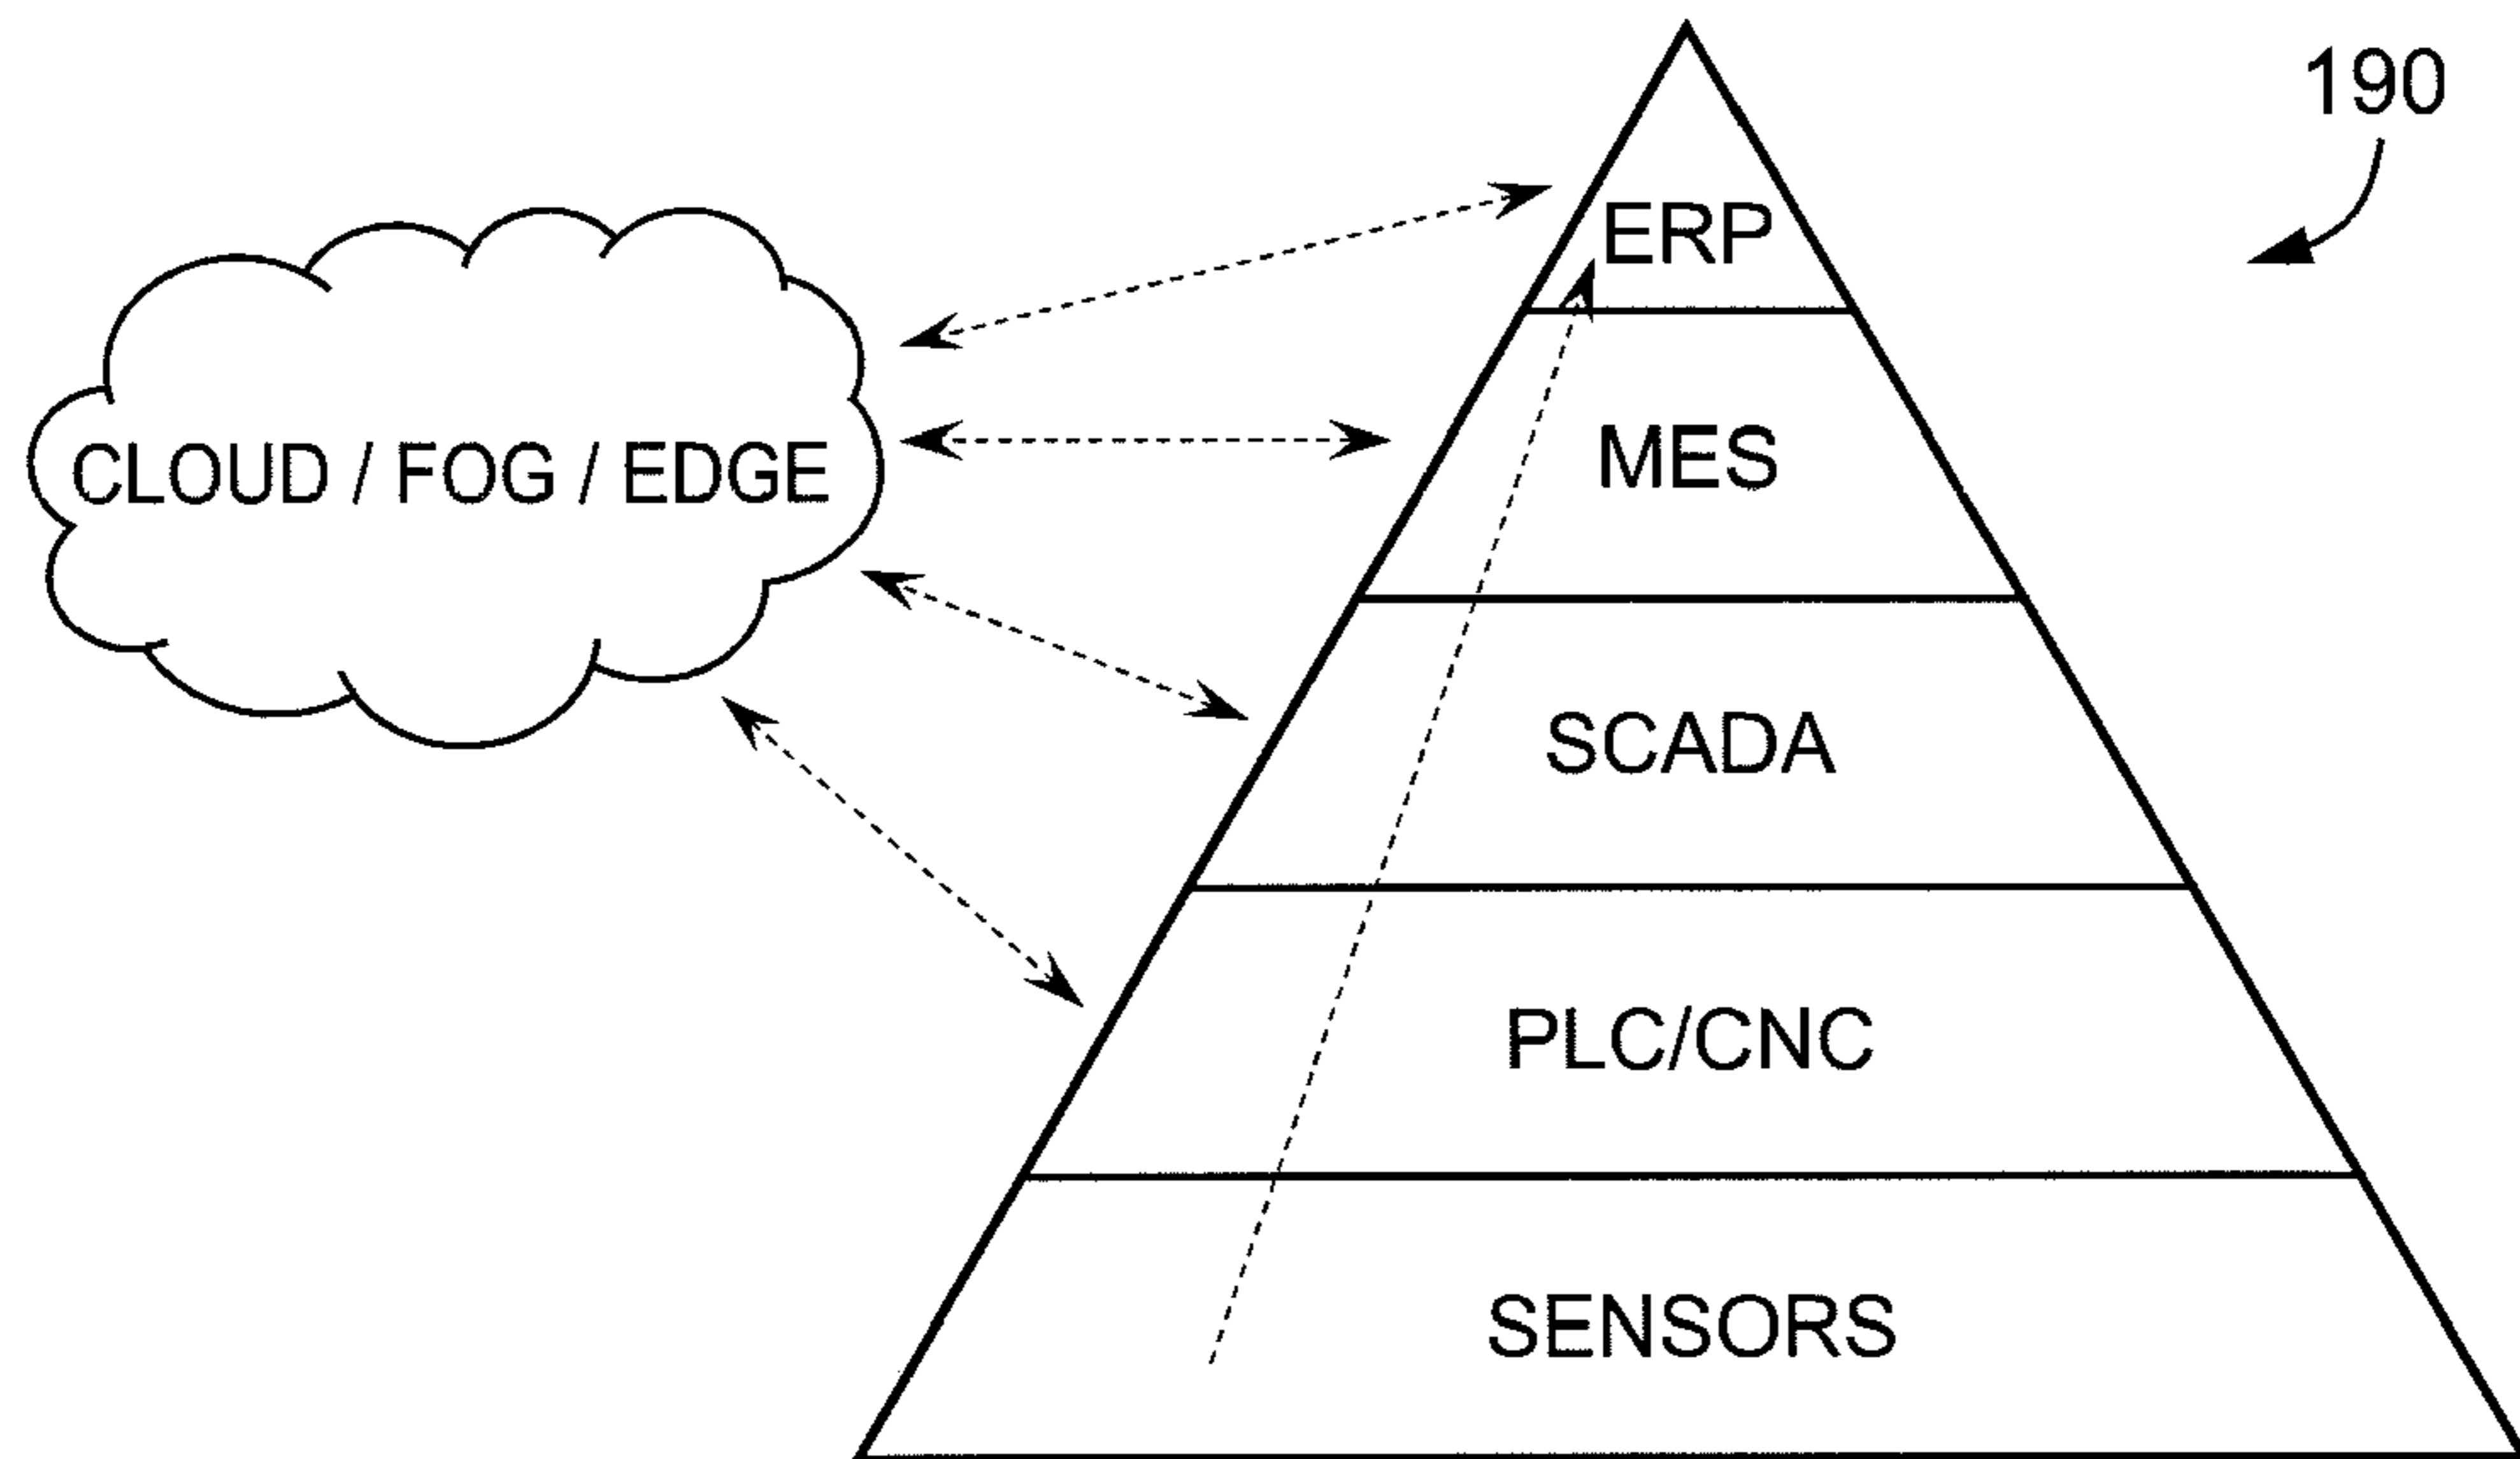 190
ERP
MES
CLOUD / FOG / EDGE
SCADA
PLC/CNC
SENSORS